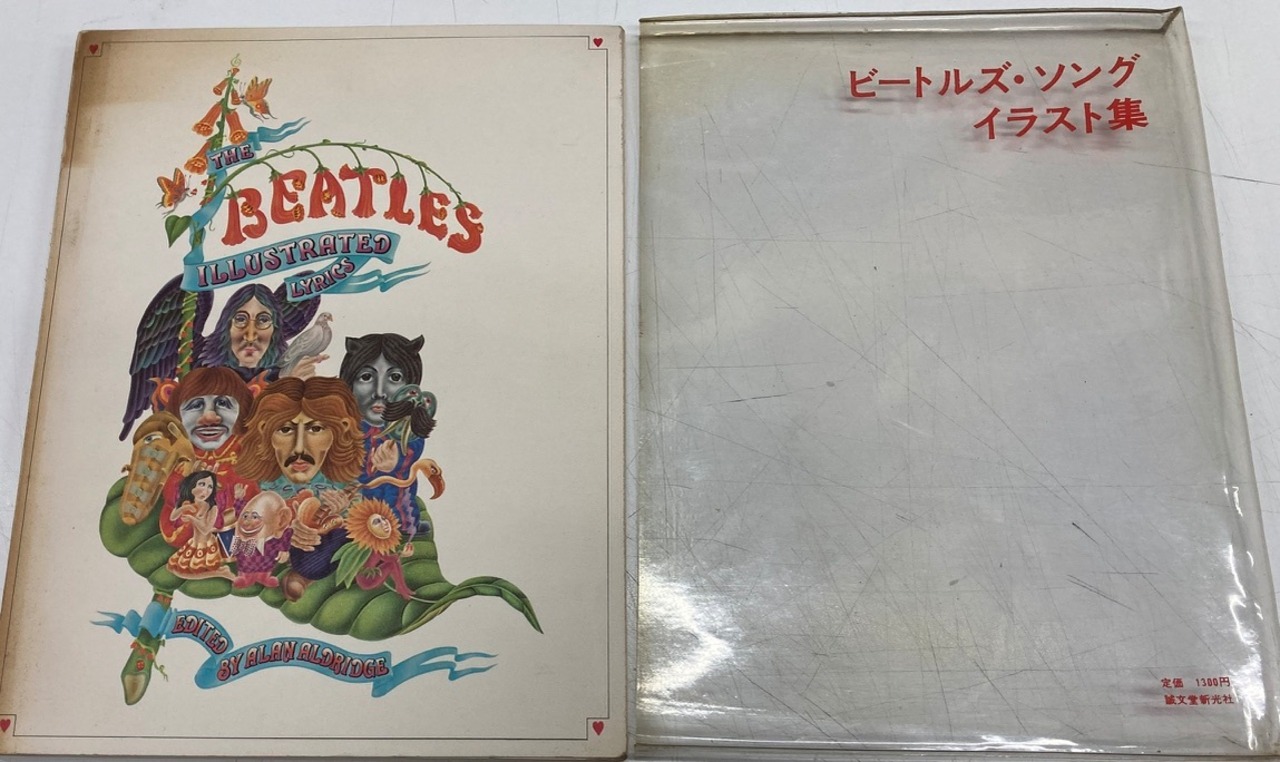 THE
BEATLES
ILLUSTRATED
LYRICS
EDITED
BY ALAN ALDRIDGE
ビートルズ・ソング
イラスト集
定価 1300円
誠文堂新光社